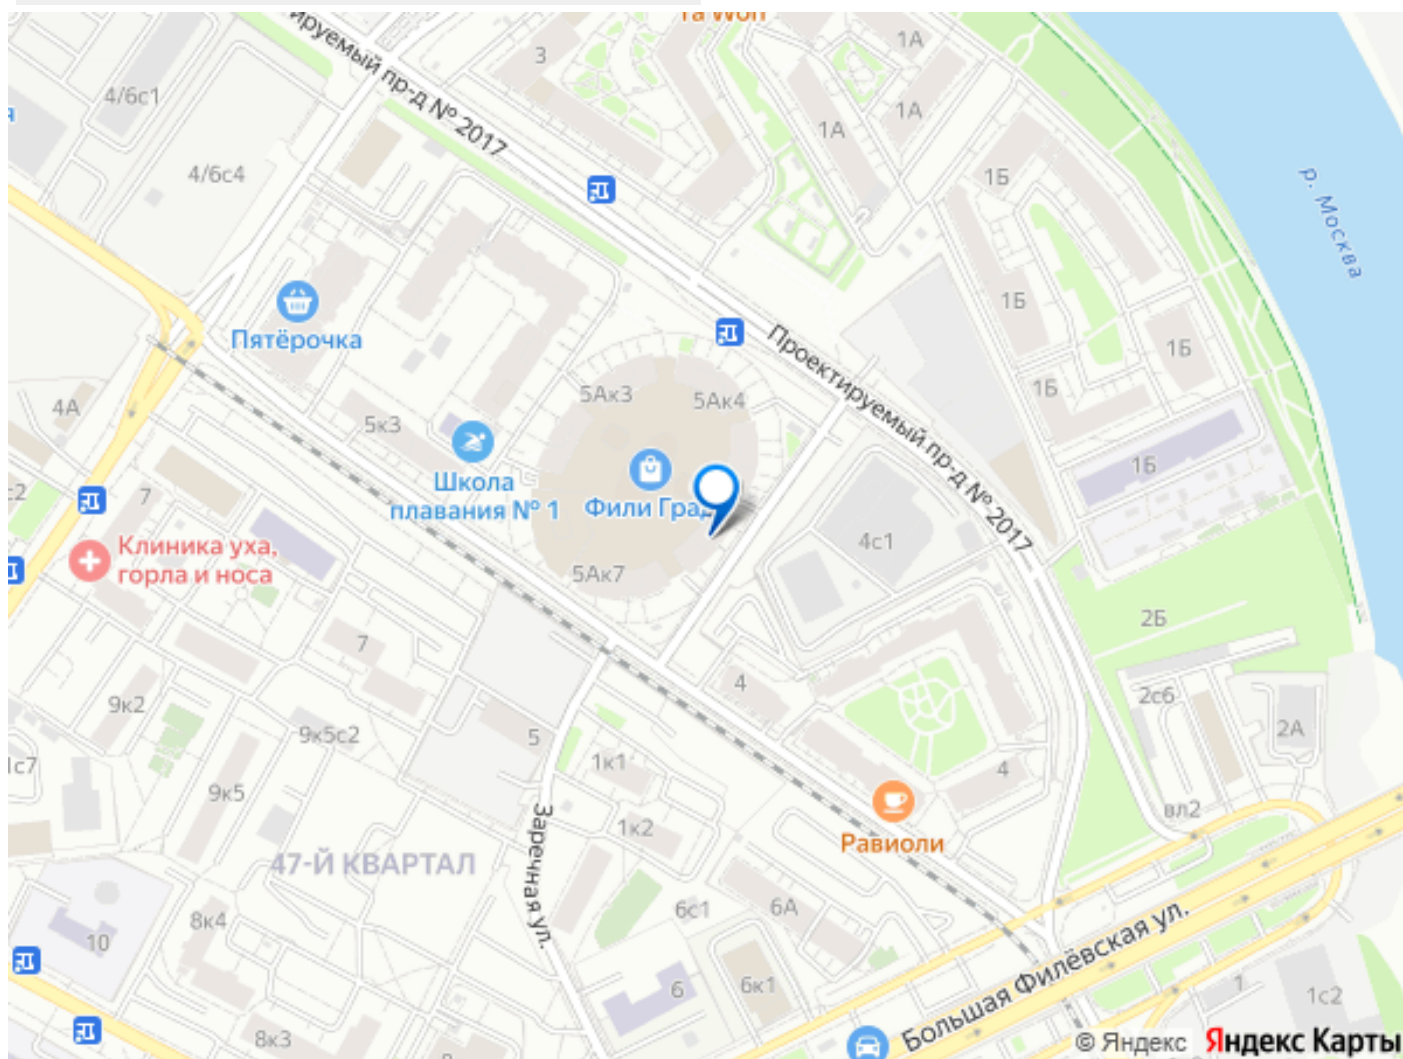 1А
3
4/6с1
1А
1А
Проектируемый пр-д № 2017
4/6с4
1Б
р. Москва
1Б
Пятёрочка
1Б
Проектируемый пр-д № 2017
1Б
5Ак3
5Ак4
4А
5к3
1Б
Школа
плавания № 1
Фили Град
7
4с1
Клиника уха,
горла и носа
5Ак7
2Б
7
4
9к2
2с6
9к5с2
5
2А
1к1
1с7
4
9к5
вл2
Заречная ул.
1к2
Равиоли
47-Й КВАРТАЛ
8к4
6с1
6А
10
Большая Филёвская ул.
6
6к1
1
1с2
8к3
© Яндекс
Яндекс Карты